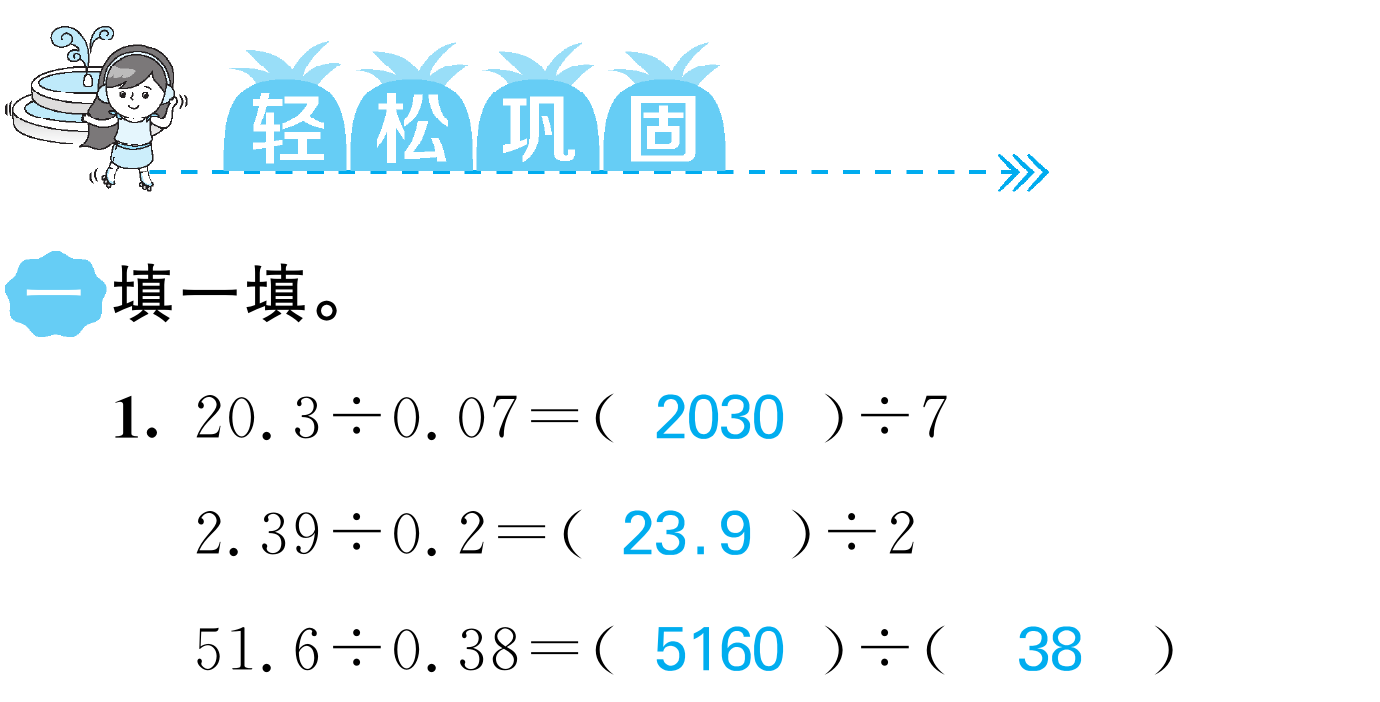 轻松巩固
一 填一填。
1. 20.3÷0.07=( 2030 )÷7
2.39÷0.2=( 23.9 )÷2
51.6÷0.38=( 5160 )÷( 38 )